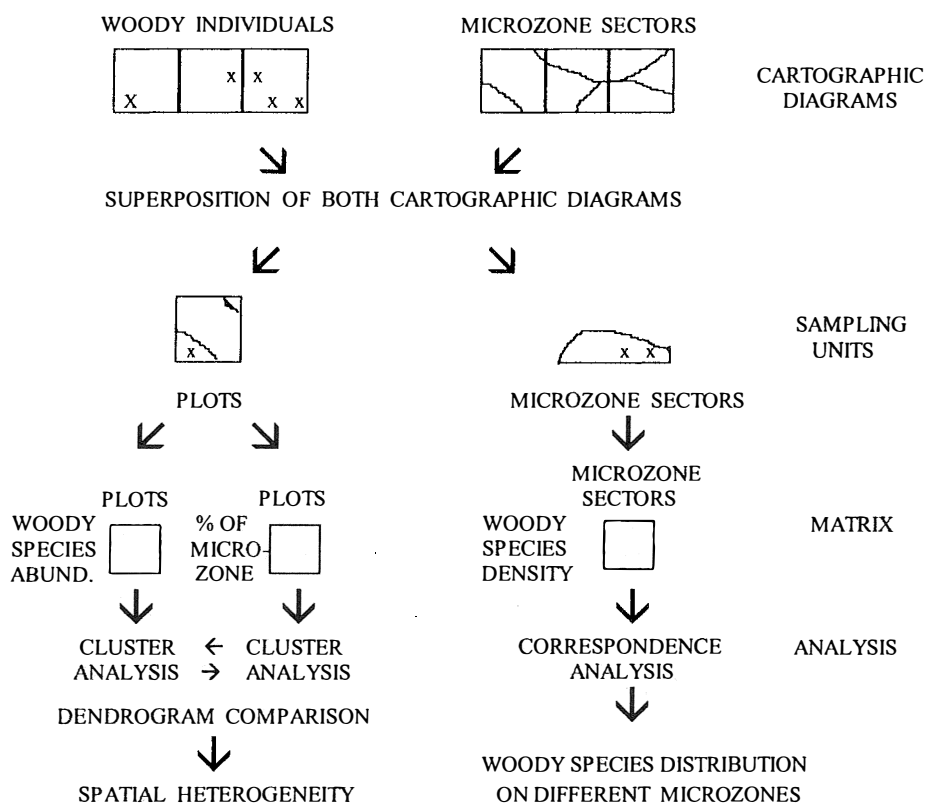 WOODY INDIVIDUALS
MICROZONE SECTORS
X
x
x
x
x
CARTOGRAPHIC
DIAGRAMS
SUPERPOSITION OF BOTH CARTOGRAPHIC DIAGRAMS
x
x
x
SAMPLING
UNITS
PLOTS
MICROZONE SECTORS
PLOTS
WOODY
SPECIES
ABUND.
PLOTS
% OF
MICRO-
ZONE
MICROZONE
SECTORS
WOODY
SPECIES
DENSITY
MATRIX
CLUSTER
ANALYSIS
CLUSTER
ANALYSIS
CORRESPONDENCE
ANALYSIS
ANALYSIS
DENDROGRAM COMPARISON
SPATIAL HETEROGENEITY
WOODY SPECIES DISTRIBUTION
ON DIFFERENT MICROZONES